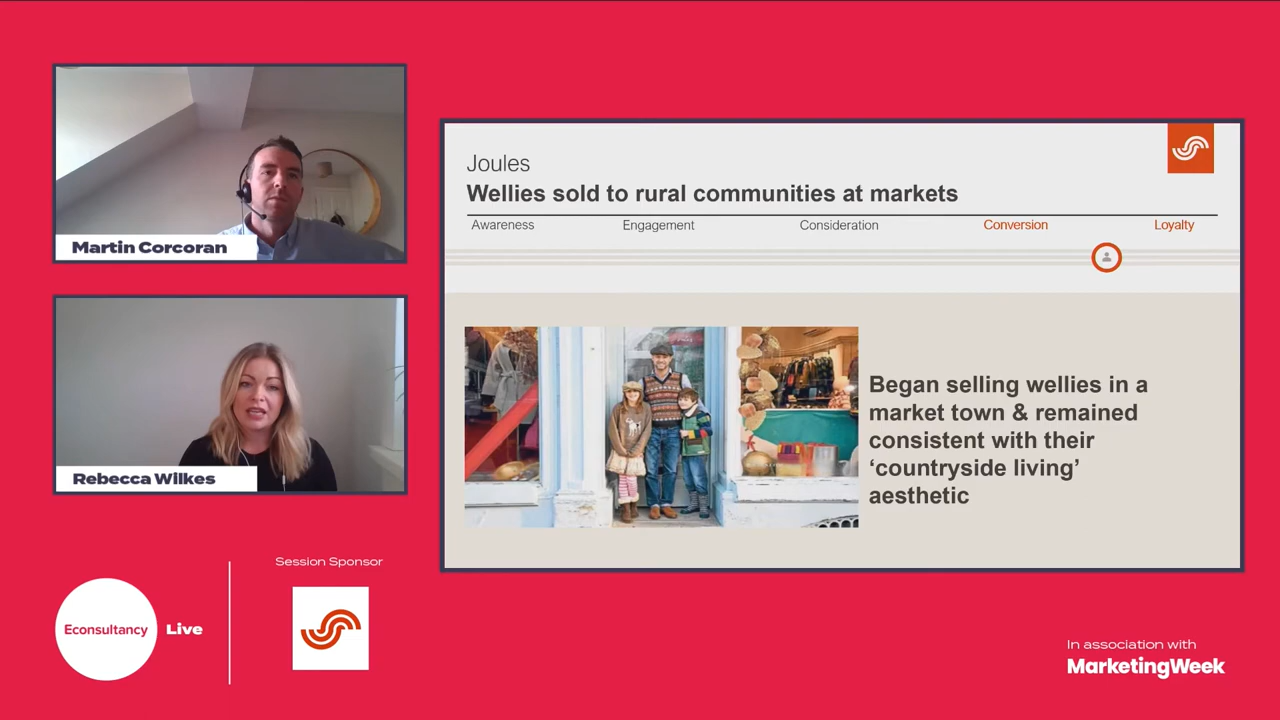 Martin Corcoran
Rebecca Wilkes
Session Sponsor
Econsultancy
Live
Joules
Wellies sold to rural communities at markets
Awareness
Engagement
Consideration
Conversion
Loyalty
Began selling wellies in a
market town & remained
consistent with their
‘countryside living’
aesthetic
In association with
MarketingWeek